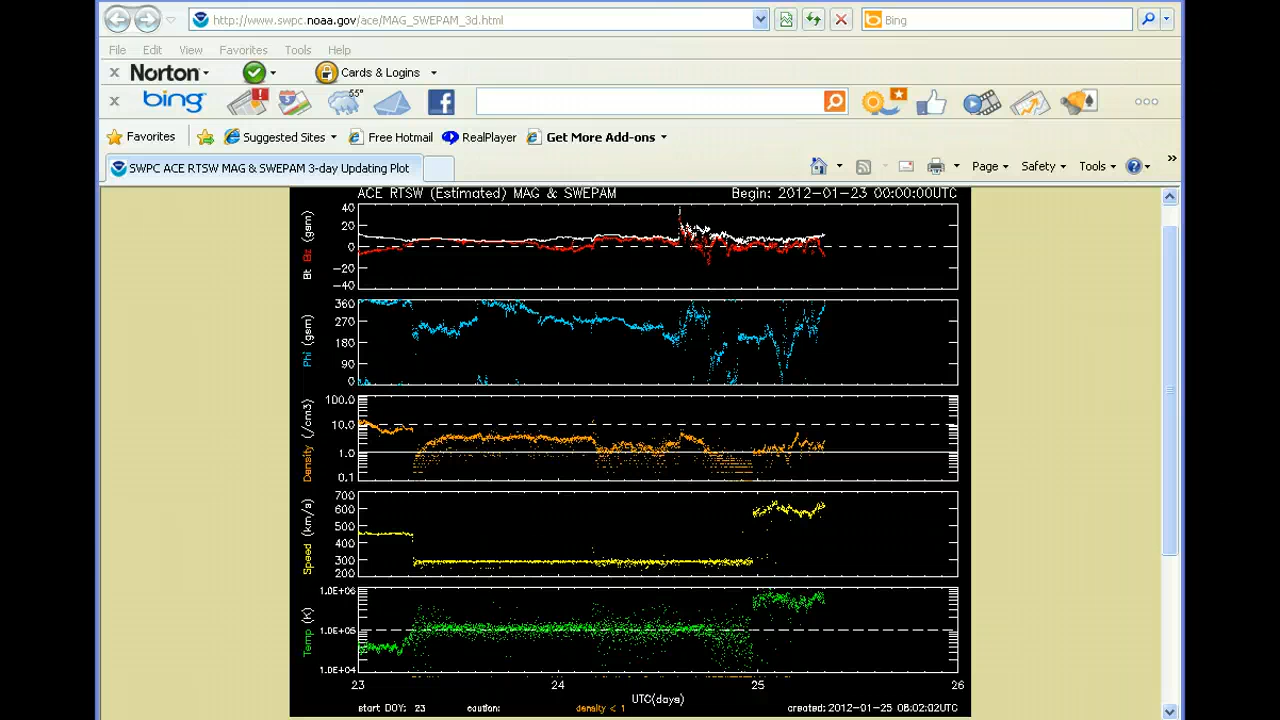 http://www.swpc.noaa.gov/ace/MAG_SWEPAM_3d.html
Bing
File Edit View Favorites Tools Help
x Norton Cards & Logins
x bing 55°
Favorites Suggested Sites Free Hotmail RealPlayer Get More Add-ons
SWPC ACE RTSW MAG & SWEPAM 3-day Updating Plot Page Safety Tools
ACE RTSW (Estimated) MAG & SWEPAM Begin: 2012-01-23 00:00:00UTC
Bt Bz (gsm)
40
20
0
-20
-40
Phi (gsm)
360
270
180
90
0
Density (/cm3)
100.0
10.0
1.0
0.1
Speed (km/s)
700
600
500
400
300
200
Temp (K)
1.0E+06
1.0E+05
1.0E+04
23 24 25 26
UTC(days)
start DOY: 23 caution: density < 1 created: 2012-01-25 08:02:02UTC